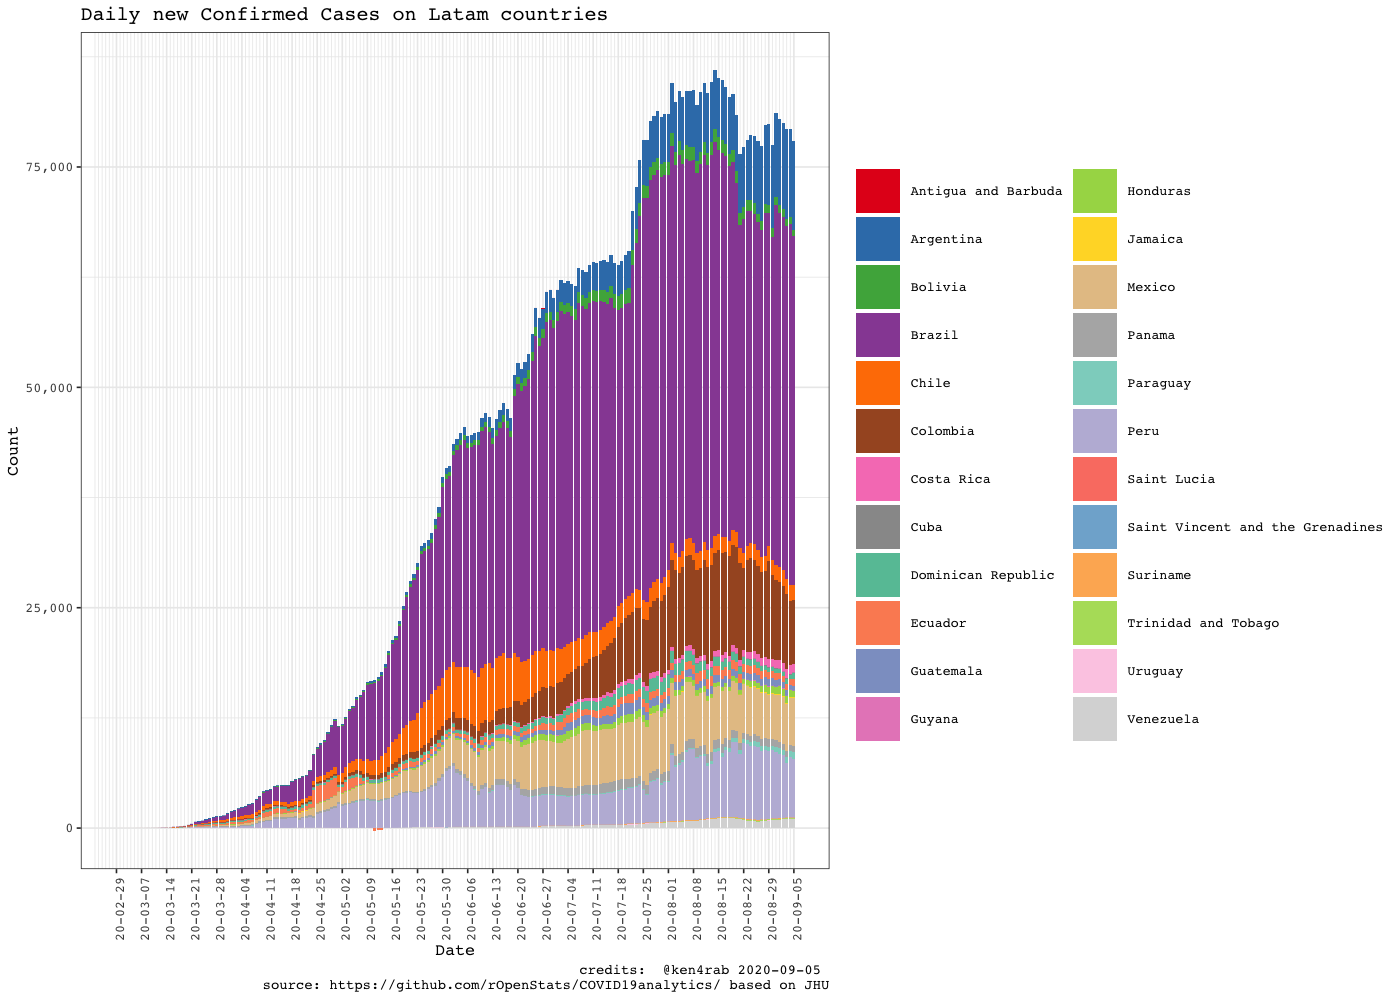 Daily new Confirmed Cases on Latam countries
Count
75,000
50,000
25,000
0
20-02-29
20-03-07
20-03-14
20-03-21
20-03-28
20-04-04
20-04-11
20-04-18
20-04-25
20-05-02
20-05-09
20-05-16
20-05-23
20-05-30
20-06-06
20-06-13
20-06-20
20-06-27
20-07-04
20-07-11
20-07-18
20-07-25
20-08-01
20-08-08
20-08-15
20-08-22
20-08-29
20-09-05
Date
Antigua and Barbuda
Argentina
Bolivia
Brazil
Chile
Colombia
Costa Rica
Cuba
Dominican Republic
Ecuador
Guatemala
Guyana
Honduras
Jamaica
Mexico
Panama
Paraguay
Peru
Saint Lucia
Saint Vincent and the Grenadines
Suriname
Trinidad and Tobago
Uruguay
Venezuela
credits:  @ken4rab 2020-09-05
source: https://github.com/rOpenStats/COVID19analytics/ based on JHU